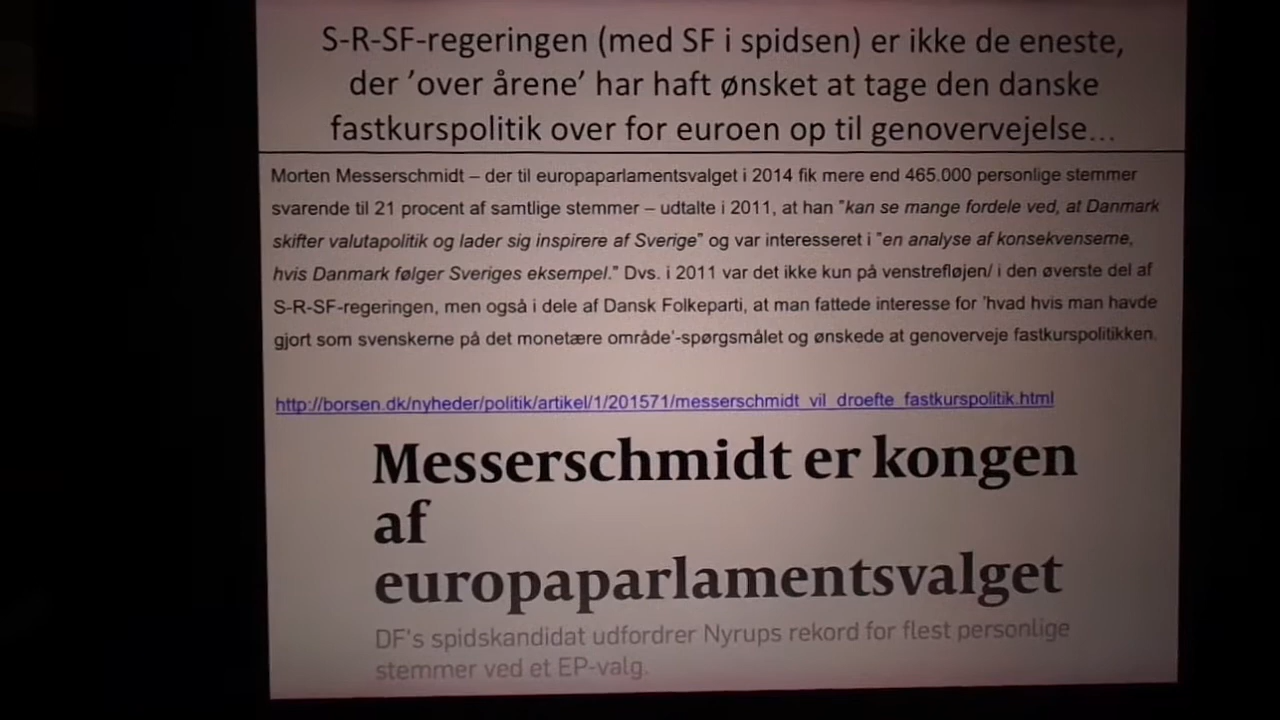 S-R-SF-regeringen (med SF i spidsen) er ikke de eneste,
der ’over årene’ har haft ønsket at tage den danske
fastkurspolitik over for euroen op til genovervejelse…
Morten Messerschmidt – der til europaparlamentsvalget i 2014 fik mere end 465.000 personlige stemmer
svarende til 21 procent af samtlige stemmer – udtalte i 2011, at han "kan se mange fordele ved, at Danmark
skifter valutapolitik og lader sig inspirere af Sverige" og var interesseret i "en analyse af konsekvenserne,
hvis Danmark følger Sveriges eksempel." Dvs. i 2011 var det ikke kun på venstrefløjen/ i den øverste del af
S-R-SF-regeringen, men også i dele af Dansk Folkeparti, at man fattede interesse for ’hvad hvis man havde
gjort som svenskerne på det monetære område’-spørgsmålet og ønskede at genoverveje fastkurspolitikken.
http://borsen.dk/nyheder/politik/artikel/1/201571/messerschmidt_vil_droefte_fastkurspolitik.html
Messerschmidt er kongen
af
europaparlamentsvalget
DF's spidskandidat udfordrer Nyrups rekord for flest personlige
stemmer ved et EP-valg.